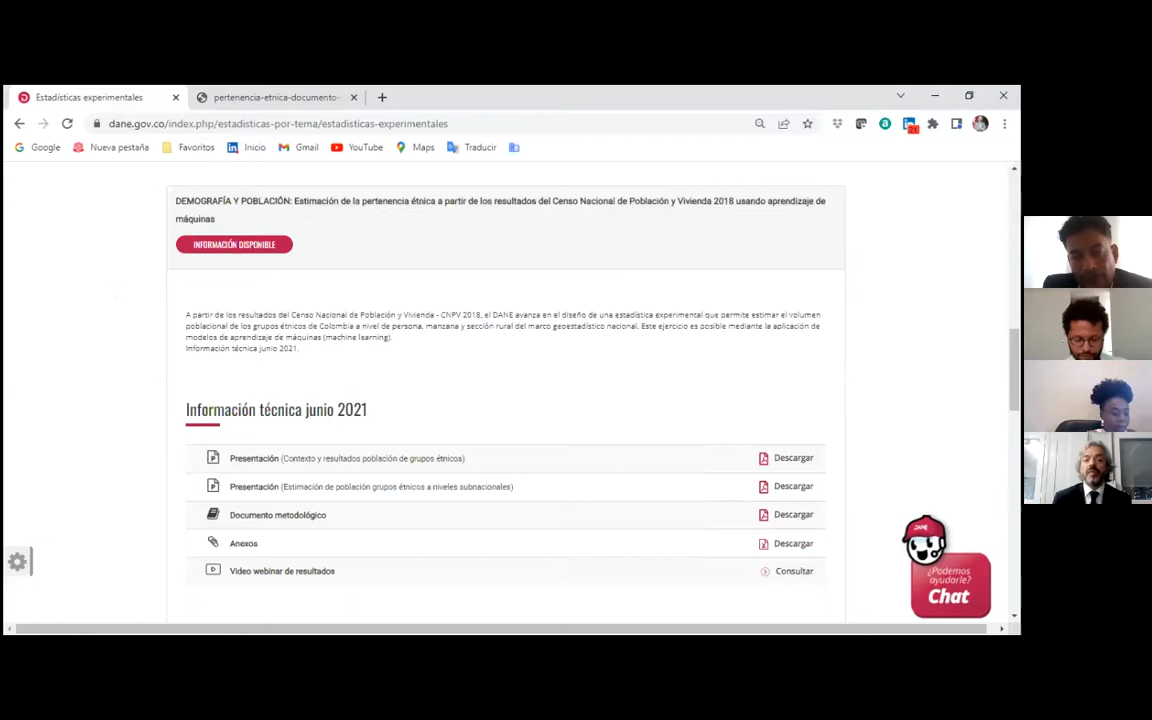 Estadísticas experimentales
pertenencia-etnica-documento-
dane.gov.co/index.php/estadisticas-por-tema/estadisticas-experimentales
21
Google Nueva pestaña Favoritos Inicio Gmail YouTube Maps Traducir
DEMOGRAFÍA Y POBLACIÓN: Estimación de la pertenencia étnica a partir de los resultados del Censo Nacional de Población y Vivienda 2018 usando aprendizaje de
máquinas
INFORMACIÓN DISPONIBLE
A partir de los resultados del Censo Nacional de Población y Vivienda - CNPV 2018, el DANE avanza en el diseño de una estadística experimental que permite estimar el volumen
poblacional de los grupos étnicos de Colombia a nivel de persona, manzana y sección rural del marco geoestadístico nacional. Este ejercicio es posible mediante la aplicación de
modelos de aprendizaje de máquinas (machine learning).
Información técnica junio 2021.
Información técnica junio 2021
Presentación (Contexto y resultados población de grupos étnicos) Descargar
Presentación (Estimación de población grupos étnicos a niveles subnacionales) Descargar
Documento metodológico Descargar
Anexos Descargar
Video webinar de resultados Consultar
DANE
¿Podemos
ayudarle?
Chat